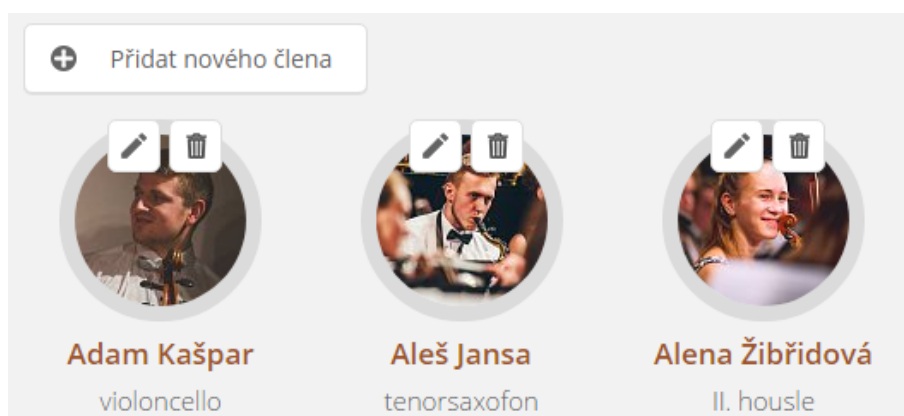 Přidat nového člena
Adam Kašpar
Aleš Jansa
Alena Žibřidová
violoncello
tenorsaxofon
II. housle